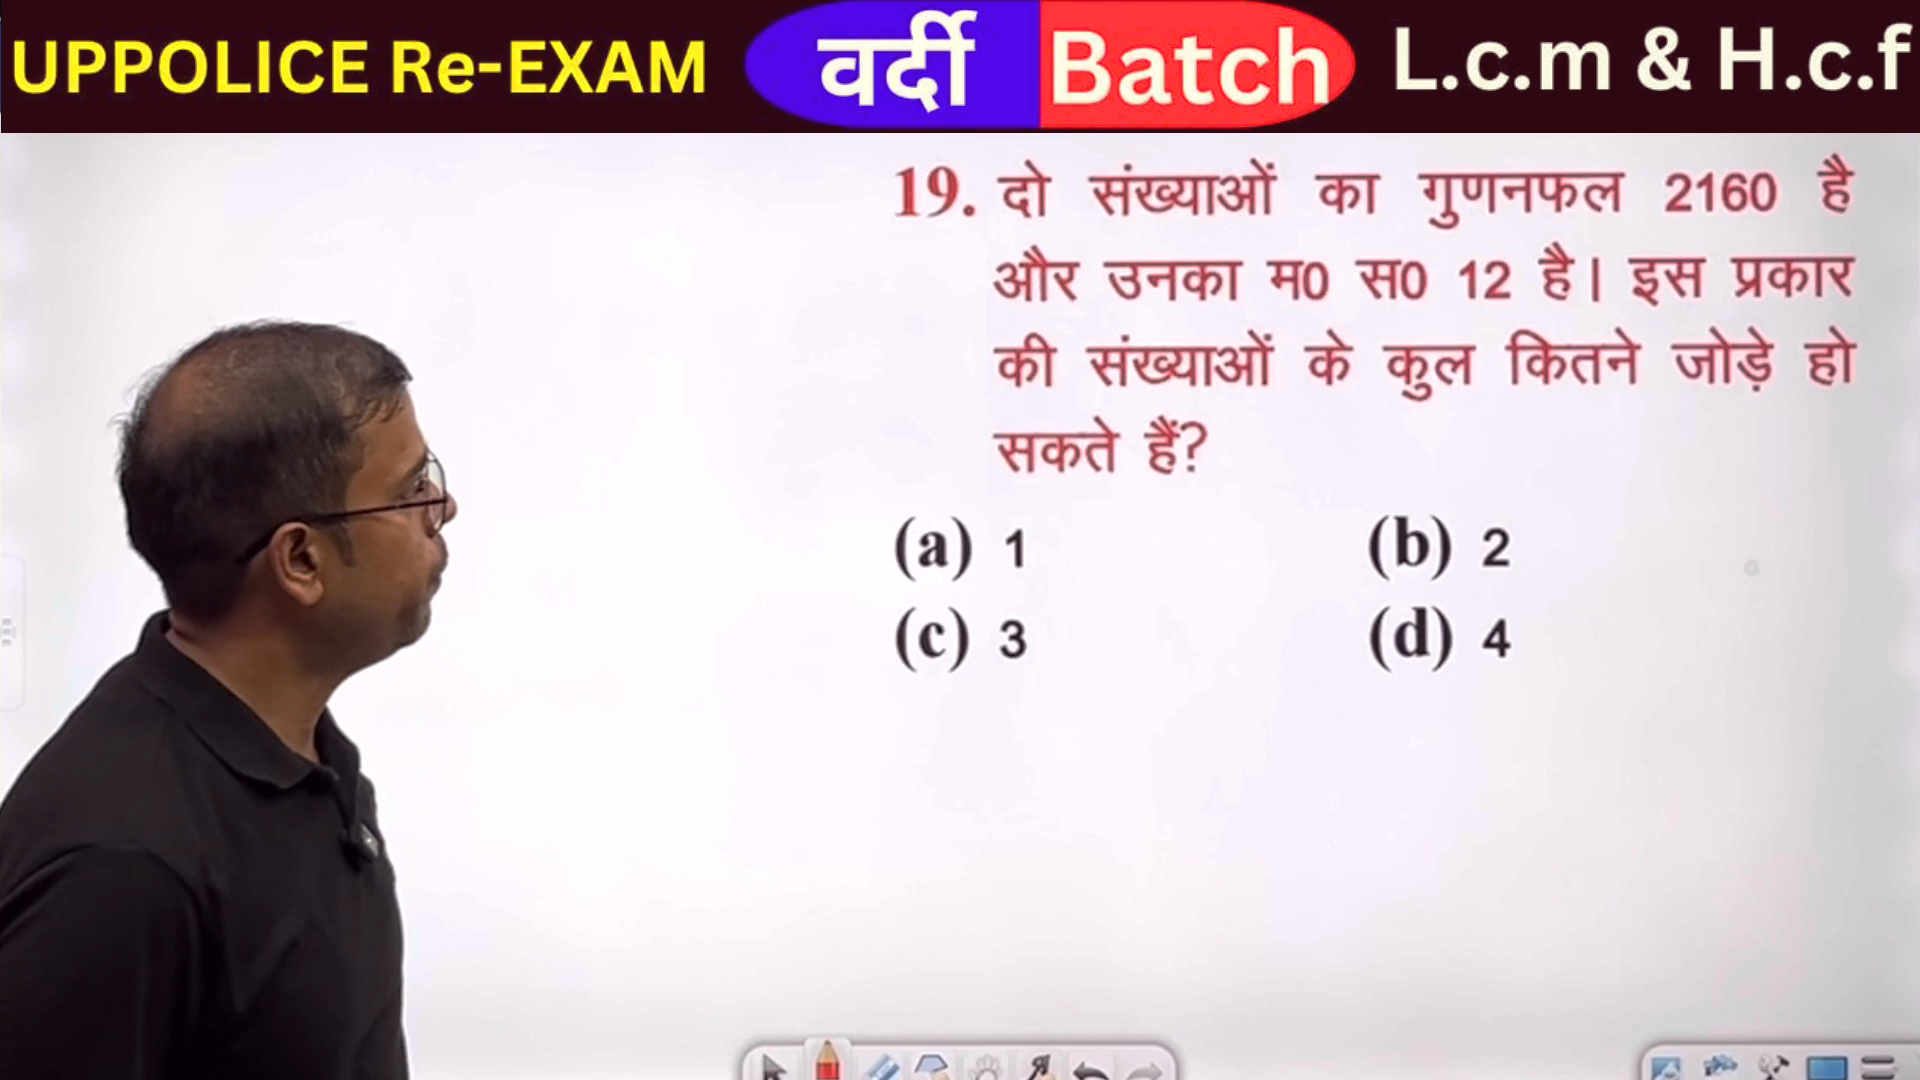 UPPOLICE Re-EXAM वर्दी Batch L.c.m & H.c.f
19. दो संख्याओं का गुणनफल 2160 है
और उनका म0 स0 12 है। इस प्रकार
की संख्याओं के कुल कितने जोड़े हो
सकते हैं?
(a) 1 (b) 2
(c) 3 (d) 4